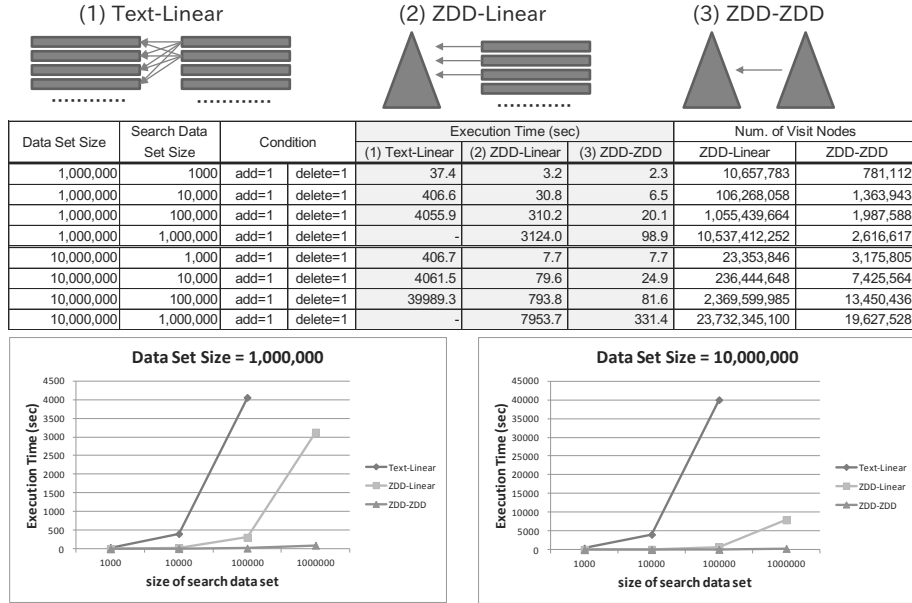 (1) Text-Linear
(2) ZDD-Linear
(3) ZDD-ZDD
Data Set Size Search Data Set Size Condition Execution Time (sec) Num. of Visit Nodes
(1) Text-Linear (2) ZDD-Linear (3) ZDD-ZDD ZDD-Linear ZDD-ZDD
1,000,000 1000 add=1 delete=1 37.4 3.2 2.3 10,657,783 781,112
1,000,000 10,000 add=1 delete=1 406.6 30.8 6.5 106,268,058 1,363,943
1,000,000 100,000 add=1 delete=1 4055.9 310.2 20.1 1,055,439,664 1,987,588
1,000,000 1,000,000 add=1 delete=1 - 3124.0 98.9 10,537,412,252 2,616,617
10,000,000 1,000 add=1 delete=1 406.7 7.7 7.7 23,353,846 3,175,805
10,000,000 10,000 add=1 delete=1 4061.5 79.6 24.9 236,444,648 7,425,564
10,000,000 100,000 add=1 delete=1 39989.3 793.8 81.6 2,369,599,985 13,450,436
10,000,000 1,000,000 add=1 delete=1 - 7953.7 331.4 23,732,345,100 19,627,528
Data Set Size = 1,000,000
Execution Time (sec)
4500
4000
3500
3000
2500
2000
1500
1000
500
0
1000 10000 100000 1000000
size of search data set
Text-Linear
ZDD-Linear
ZDD-ZDD
Data Set Size = 10,000,000
Execution Time (sec)
45000
40000
35000
30000
25000
20000
15000
10000
5000
0
1000 10000 100000 1000000
size of search data set
Text-Linear
ZDD-Linear
ZDD-ZDD